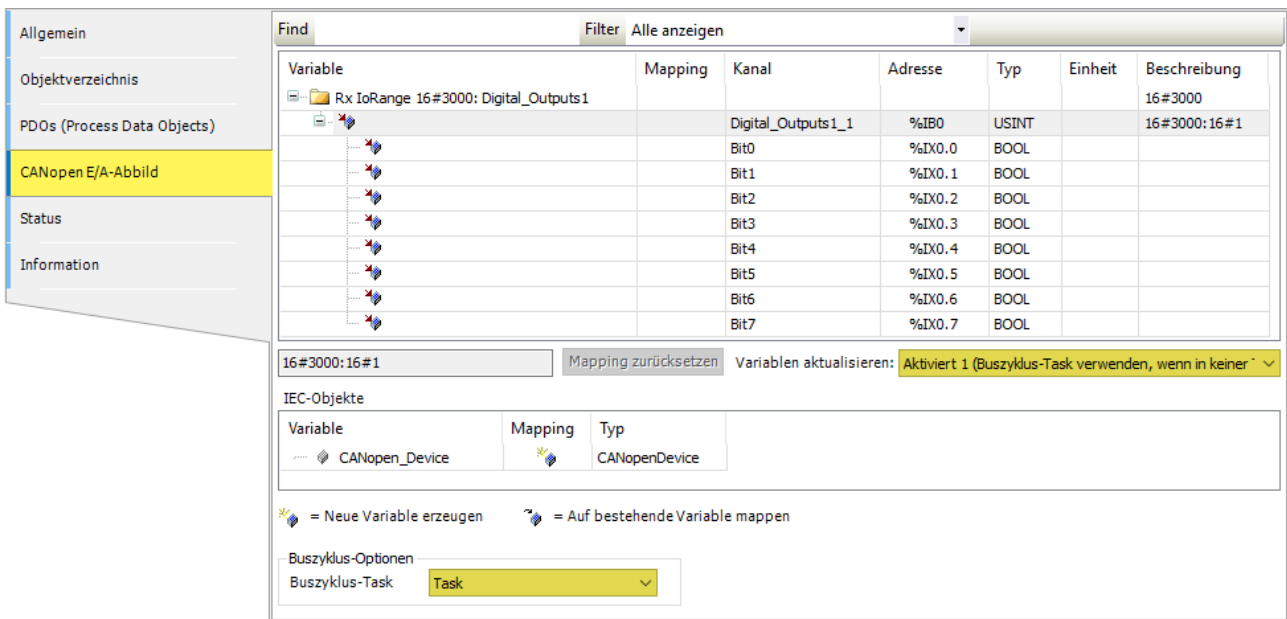 Allgemein
Objektverzeichnis
PDOs (Process Data Objects)
CANopen E/A-Abbild
Status
Information
Find Filter Alle anzeigen
Variable Mapping Kanal Adresse Typ Einheit Beschreibung
Rx IoRange 16#3000: Digital_Outputs1 16#3000
Digital_Outputs1_1 %IB0 USINT 16#3000:16#1
Bit0 %IX0.0 BOOL
Bit1 %IX0.1 BOOL
Bit2 %IX0.2 BOOL
Bit3 %IX0.3 BOOL
Bit4 %IX0.4 BOOL
Bit5 %IX0.5 BOOL
Bit6 %IX0.6 BOOL
Bit7 %IX0.7 BOOL
16#3000:16#1 Mapping zurücksetzen Variablen aktualisieren: Aktiviert 1 (Buszyklus-Task verwenden, wenn in keiner
IEC-Objekte
Variable Mapping Typ
CANopen_Device CANopenDevice
= Neue Variable erzeugen = Auf bestehende Variable mappen
Buszyklus-Optionen
Buszyklus-Task Task